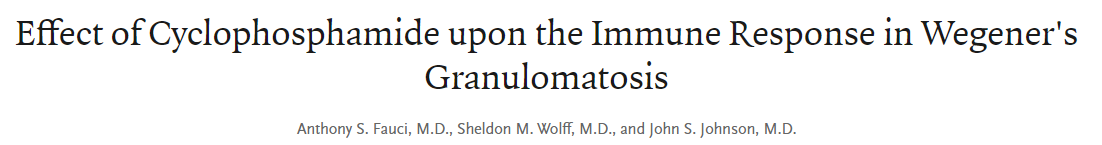 Effect of Cyclophosphamide upon the Immune Response in Wegener's
Granulomatosis
Anthony S. Fauci, M.D., Sheldon M. Wolff, M.D., and John S. Johnson, M.D.